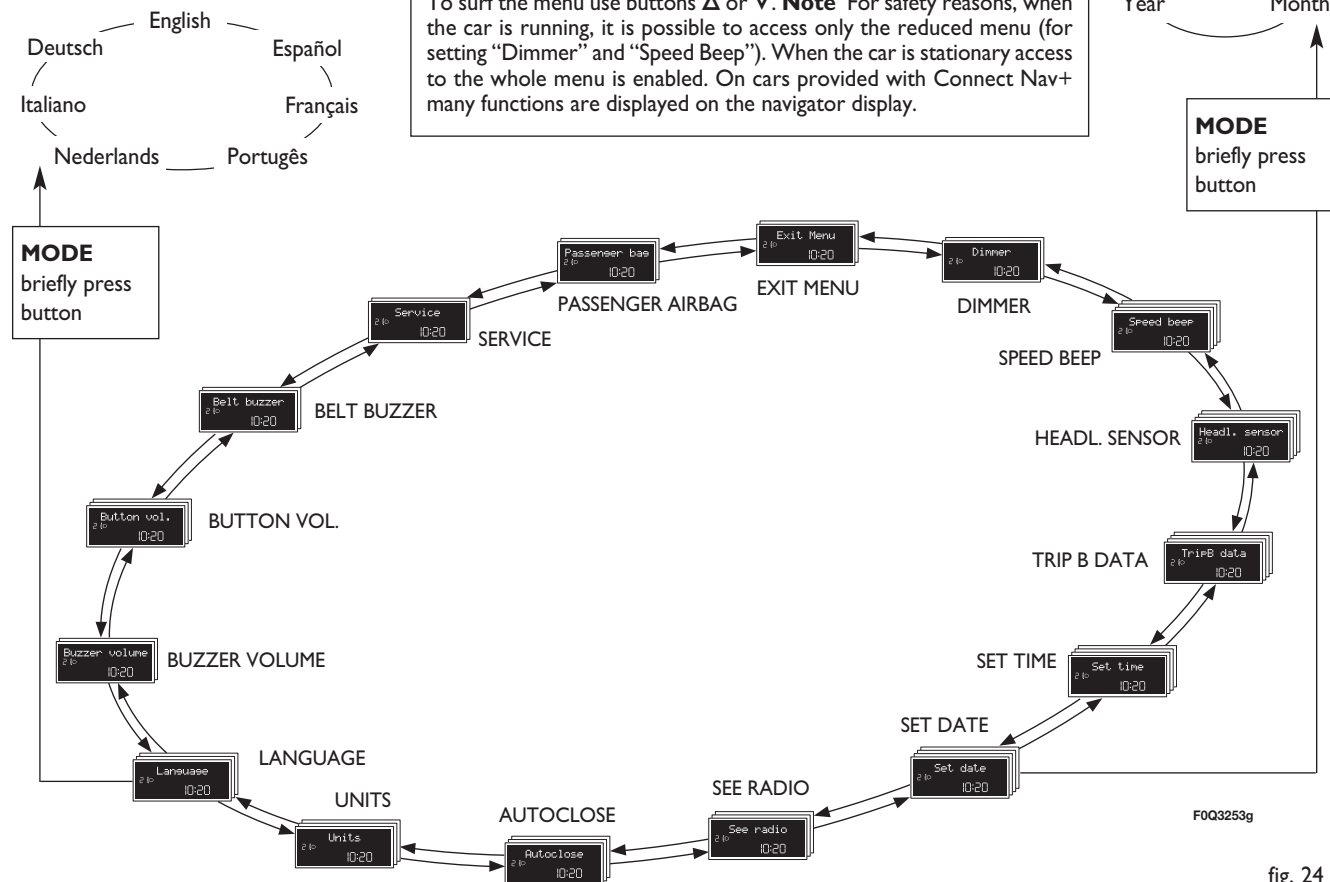 To surf the menu use buttons Δ or ∇. Note For safety reasons, when
the car is running, it is possible to access only the reduced menu (for
setting “Dimmer” and “Speed Beep”). When the car is stationary access
to the whole menu is enabled. On cars provided with Connect Nav+
many functions are displayed on the navigator display.
English
Deutsch
Español
Italiano
Français
Nederlands
Portugês
Year
Month
MODE
briefly press
button
MODE
briefly press
button
Exit Menu
10:20
EXIT MENU
Dimmer
10:20
DIMMER
Speed beep
10:20
SPEED BEEP
Headl. sensor
10:20
HEADL. SENSOR
TripB data
10:20
TRIP B DATA
Set time
10:20
SET TIME
Set date
10:20
SET DATE
See radio
10:20
SEE RADIO
Autoclose
10:20
AUTOCLOSE
Units
10:20
UNITS
Language
10:20
LANGUAGE
Buzzer volume
10:20
BUZZER VOLUME
Button vol.
10:20
BUTTON VOL.
Belt buzzer
10:20
BELT BUZZER
Service
10:20
SERVICE
Passenger bag
10:20
PASSENGER AIRBAG
F0Q3253g
fig. 24